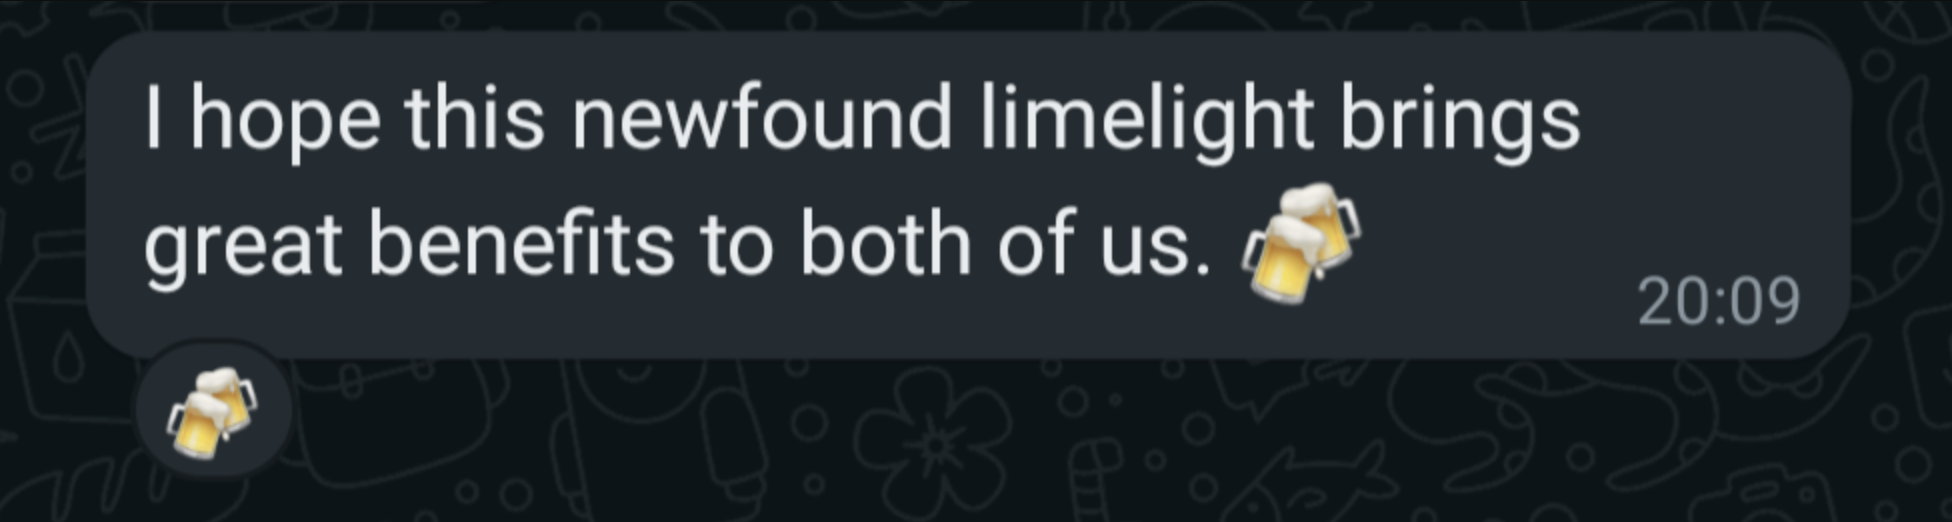 I hope this newfound limelight brings
great benefits to both of us. 🍻
20:09
🍻